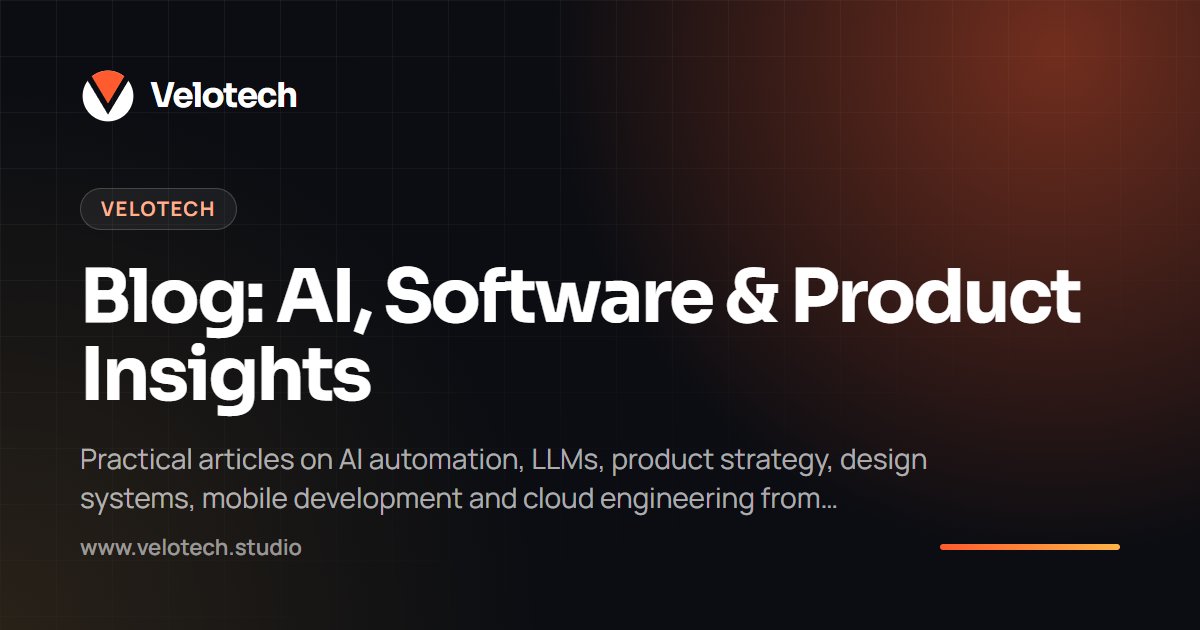 Velotech
VELOTECH
Blog: AI, Software & Product
Insights
Practical articles on AI automation, LLMs, product strategy, design
systems, mobile development and cloud engineering from…
www.velotech.studio